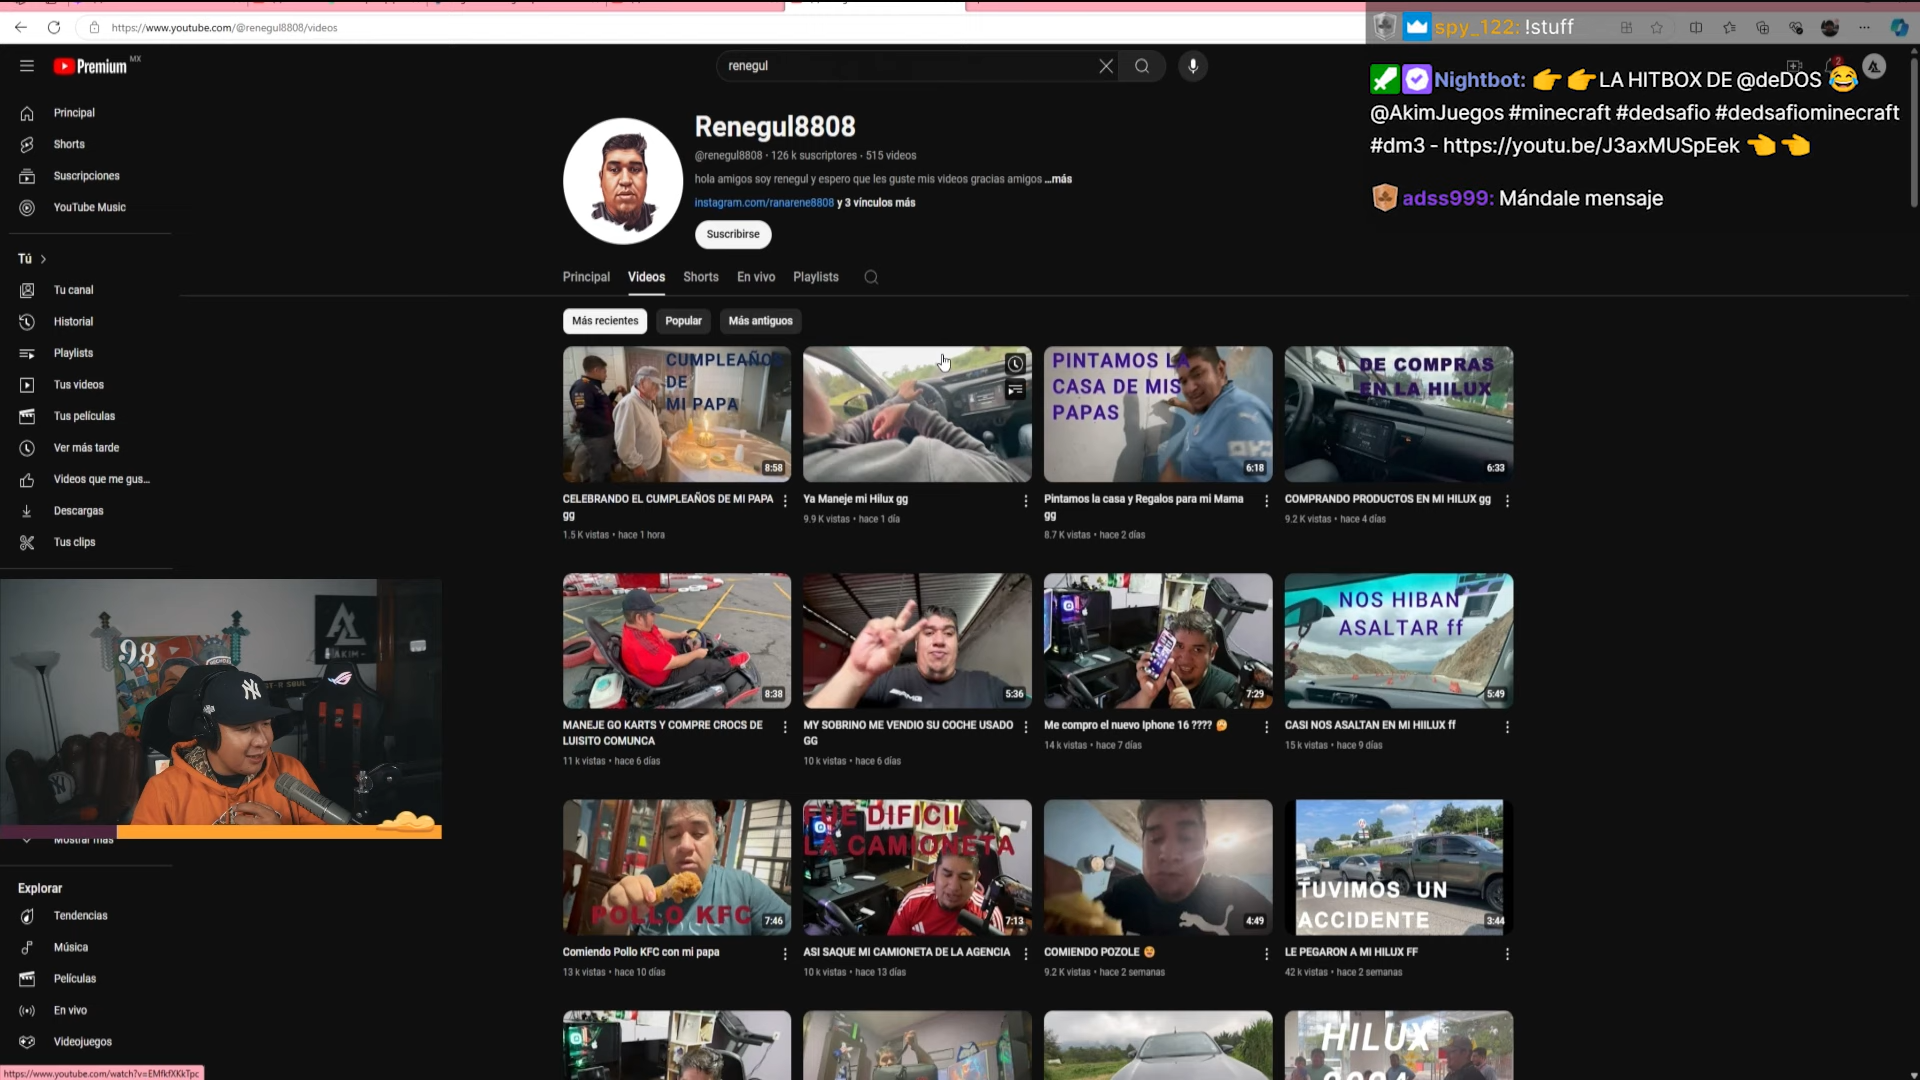 https://www.youtube.com/@renegul8808/videos
spy_122: !stuff
Premium MX
renegul
Nightbot: 👉 👉 LA HITBOX DE @deDOS 😂
@AkimJuegos #minecraft #dedsafio #dedsafiominecraft
#dm3 - https://youtu.be/J3axMUSpEek 👈 👈
adss999: Mándale mensaje
2
Principal
Shorts
Suscripciones
YouTube Music
Tú
Tu canal
Historial
Playlists
Tus videos
Tus películas
Ver más tarde
Videos que me gus...
Descargas
Tus clips
Mostrar más
Explorar
Tendencias
Música
Películas
En vivo
Videojuegos
https://www.youtube.com/watch?v=EMfkfXKkTpc
Renegul8808
@renegul8808 · 126 k suscriptores · 515 videos
hola amigos soy renegul y espero que les guste mis videos gracias amigos ...más
instagram.com/ranarene8808 y 3 vínculos más
Suscribirse
Principal Videos Shorts En vivo Playlists
Más recientes Popular Más antiguos
CUMPLEAÑOS
DE
MI PAPA
8:58
CELEBRANDO EL CUMPLEAÑOS DE MI PAPA
gg
1.5 K vistas • hace 1 hora
Ya Maneje mi Hilux gg
9.9 K vistas • hace 1 día
PINTAMOS LA
CASA DE MIS
PAPAS
6:18
Pintamos la casa y Regalos para mi Mama
gg
8.7 K vistas • hace 2 días
DE COMPRAS
EN LA HILUX
6:33
COMPRANDO PRODUCTOS EN MI HILUX gg
9.2 K vistas • hace 4 días
8:38
MANEJE GO KARTS Y COMPRE CROCS DE
LUISITO COMUNCA
11 k vistas • hace 6 días
5:36
MY SOBRINO ME VENDIO SU COCHE USADO
GG
10 k vistas • hace 6 días
7:29
Me compro el nuevo Iphone 16 ???? 🤔
14 k vistas • hace 7 días
NOS HIBAN
ASALTAR ff
5:49
CASI NOS ASALTAN EN MI HIILUX ff
15 k vistas • hace 9 días
POLLO KFC
7:46
Comiendo Pollo KFC con mi papa
13 k vistas • hace 10 días
FUE DIFICIL
LA CAMIONETA
7:13
ASI SAQUE MI CAMIONETA DE LA AGENCIA
10 k vistas • hace 13 días
4:49
COMIENDO POZOLE 😍
9.2 K vistas • hace 2 semanas
TUVIMOS UN
ACCIDENTE
3:44
LE PEGARON A MI HILUX FF
42 k vistas • hace 2 semanas
HILUX
2024
98
AL
AKIM
NY